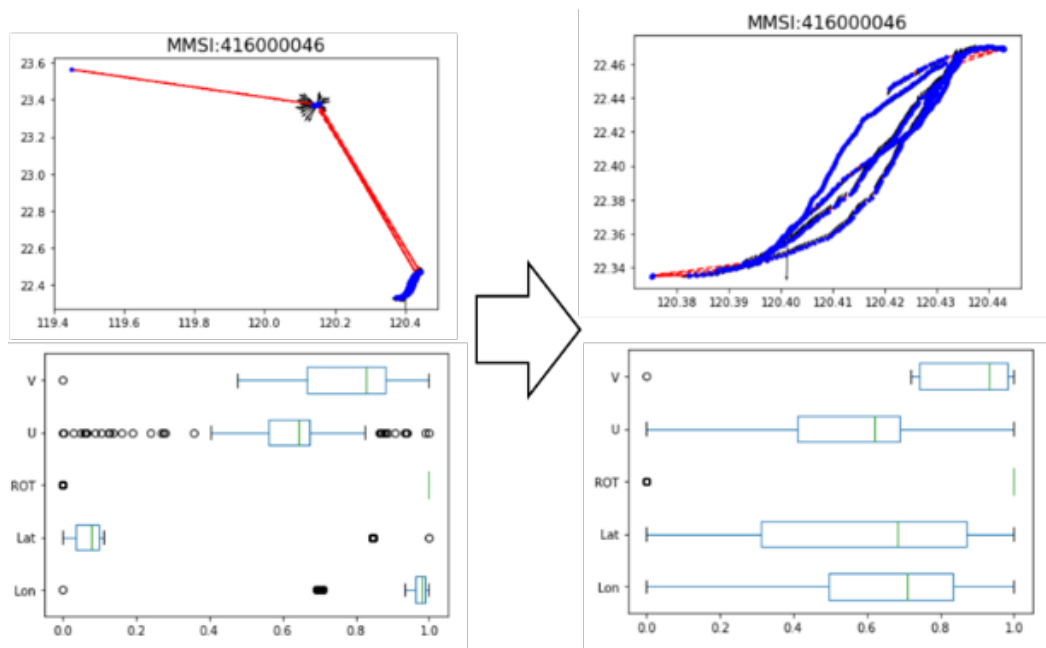 MMSI:416000046
23.6
23.4
23.2
23.0
22.8
22.6
22.4
119.4 119.6 119.8 120.0 120.2 120.4
MMSI:416000046
22.46
22.44
22.42
22.40
22.38
22.36
22.34
120.38 120.39 120.40 120.41 120.42 120.43 120.44
V
U
ROT
Lat
Lon
0.0 0.2 0.4 0.6 0.8 1.0
V
U
ROT
Lat
Lon
0.0 0.2 0.4 0.6 0.8 1.0